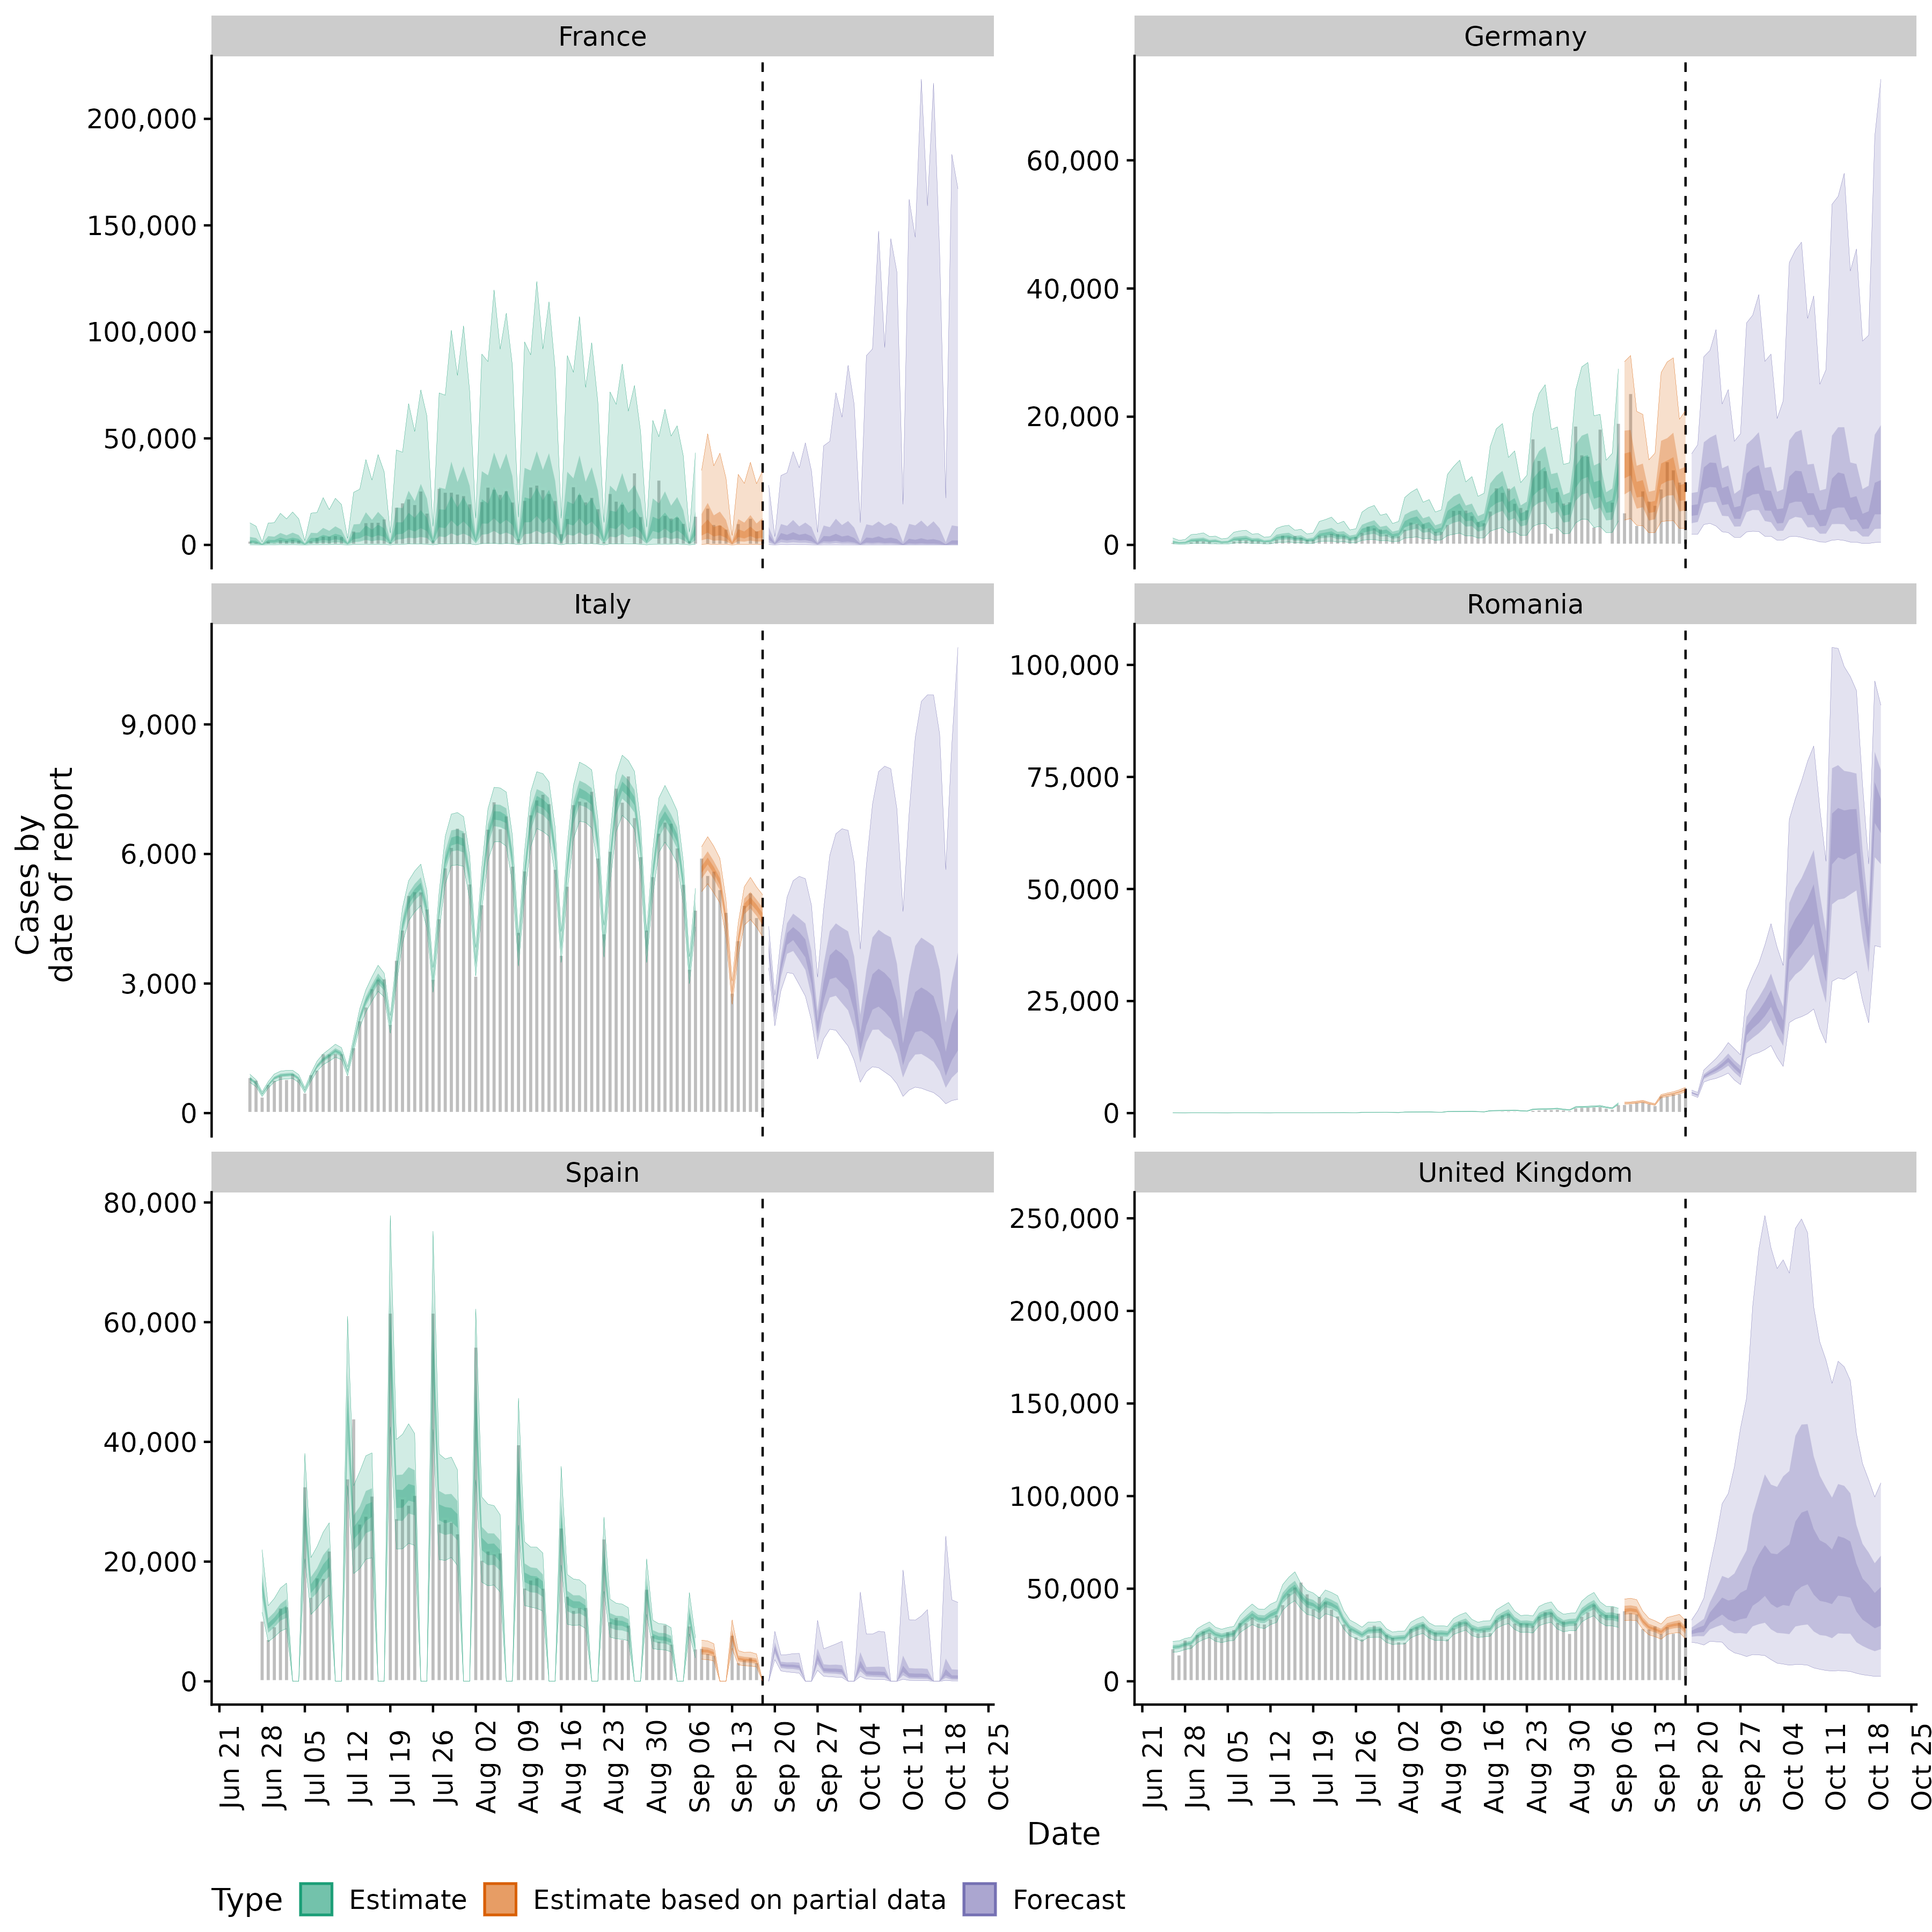 France
Germany
200,000
150,000
100,000
50,000
0
60,000
40,000
20,000
0
Italy
Romania
9,000
6,000
3,000
0
100,000
75,000
50,000
25,000
0
Cases by
date of report
Spain
United Kingdom
80,000
60,000
40,000
20,000
0
250,000
200,000
150,000
100,000
50,000
0
Jun 21
Jun 28
Jul 05
Jul 12
Jul 19
Jul 26
Aug 02
Aug 09
Aug 16
Aug 23
Aug 30
Sep 06
Sep 13
Sep 20
Sep 27
Oct 04
Oct 11
Oct 18
Oct 25
Jun 21
Jun 28
Jul 05
Jul 12
Jul 19
Jul 26
Aug 02
Aug 09
Aug 16
Aug 23
Aug 30
Sep 06
Sep 13
Sep 20
Sep 27
Oct 04
Oct 11
Oct 18
Oct 25
Date
Type Estimate Estimate based on partial data Forecast